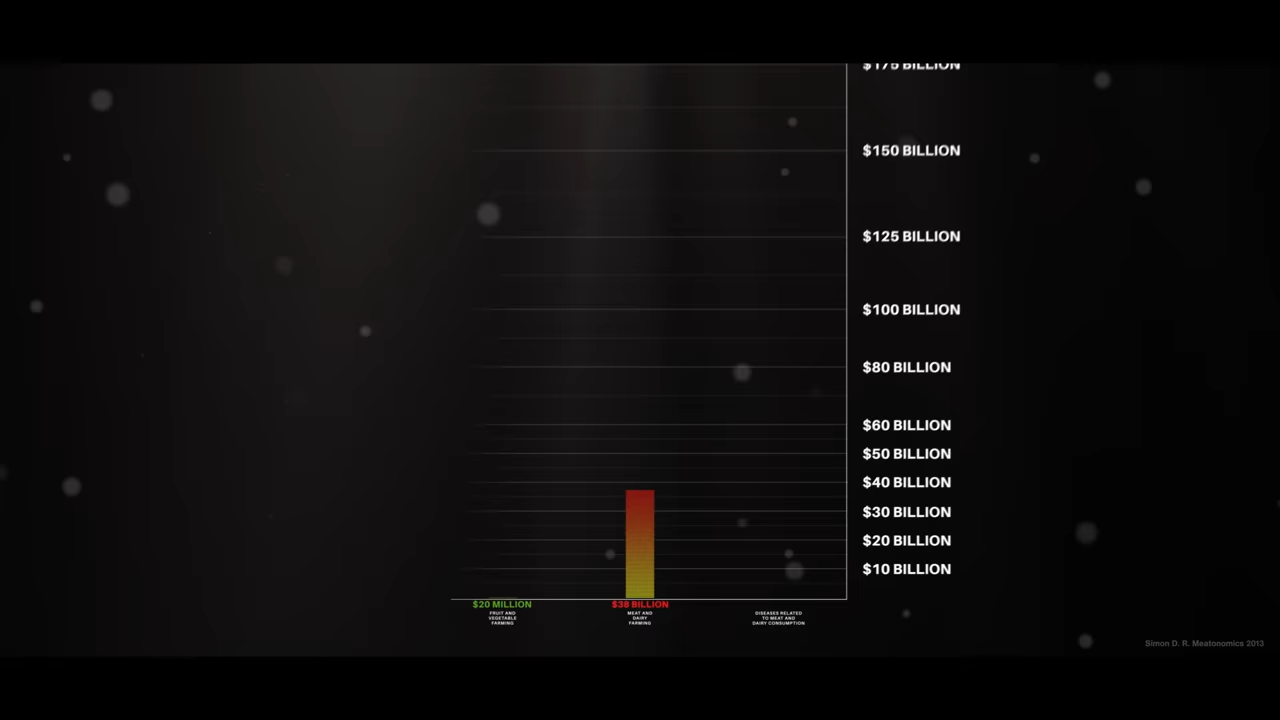 $175 BILLION
$150 BILLION
$125 BILLION
$100 BILLION
$80 BILLION
$60 BILLION
$50 BILLION
$40 BILLION
$30 BILLION
$20 BILLION
$10 BILLION
$20 MILLION
FRUIT AND
VEGETABLE
FARMING
$38 BILLION
MEAT AND
DAIRY
FARMING
DISEASES RELATED
TO MEAT AND
DAIRY CONSUMPTION
Simon D. R. Meatonomics 2013